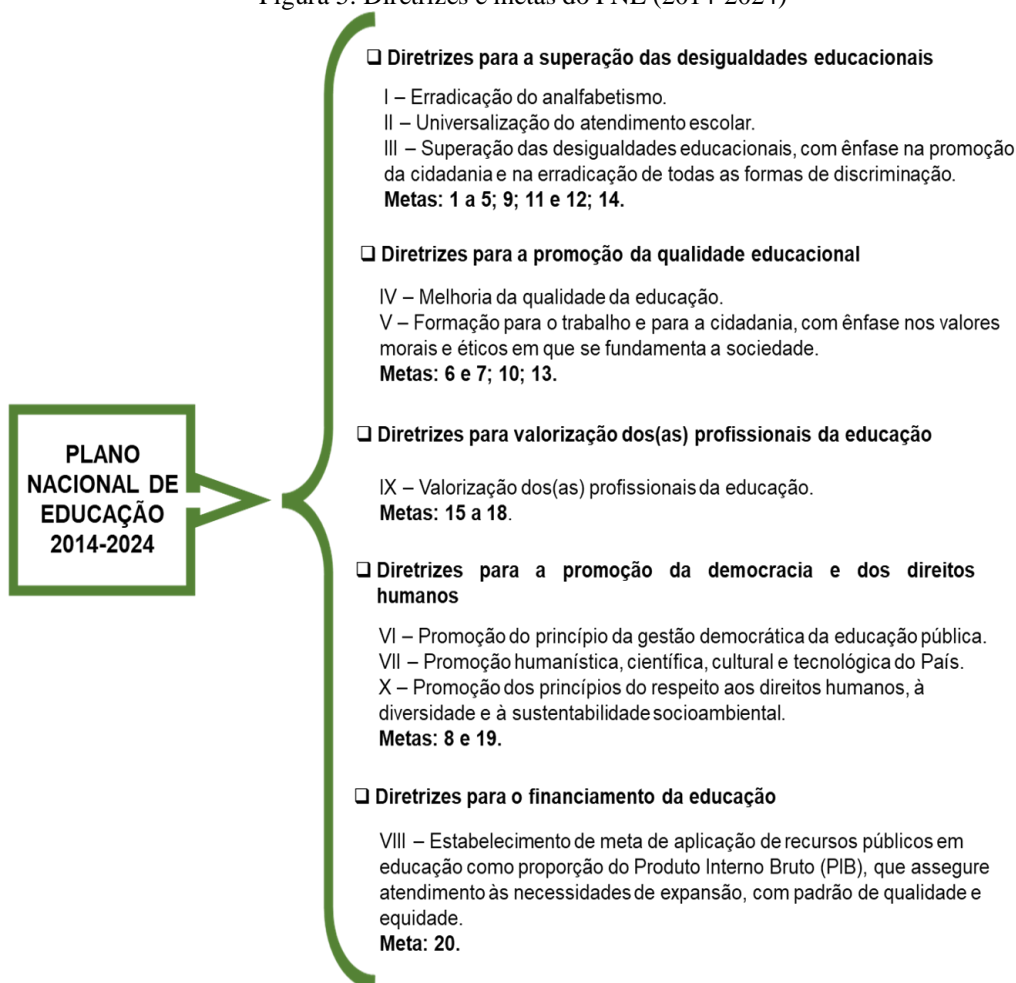 Figura 3: Diretrizes e metas do PNE (2014-2024)
❑ Diretrizes para a superação das desigualdades educacionais
I – Erradicação do analfabetismo.
II – Universalização do atendimento escolar.
III – Superação das desigualdades educacionais, com ênfase na promoção
da cidadania e na erradicação de todas as formas de discriminação.
Metas: 1 a 5; 9; 11 e 12; 14.
❑ Diretrizes para a promoção da qualidade educacional
IV – Melhoria da qualidade da educação.
V – Formação para o trabalho e para a cidadania, com ênfase nos valores
morais e éticos em que se fundamenta a sociedade.
Metas: 6 e 7; 10; 13.
❑ Diretrizes para valorização dos(as) profissionais da educação
IX – Valorização dos(as) profissionais da educação.
Metas: 15 a 18.
PLANO
NACIONAL DE
EDUCAÇÃO
2014-2024
❑ Diretrizes para a promoção da democracia e dos direitos
humanos
VI – Promoção do princípio da gestão democrática da educação pública.
VII – Promoção humanística, científica, cultural e tecnológica do País.
X – Promoção dos princípios do respeito aos direitos humanos, à
diversidade e à sustentabilidade socioambiental.
Metas: 8 e 19.
❑ Diretrizes para o financiamento da educação
VIII – Estabelecimento de meta de aplicação de recursos públicos em
educação como proporção do Produto Interno Bruto (PIB), que assegure
atendimento às necessidades de expansão, com padrão de qualidade e
equidade.
Meta: 20.